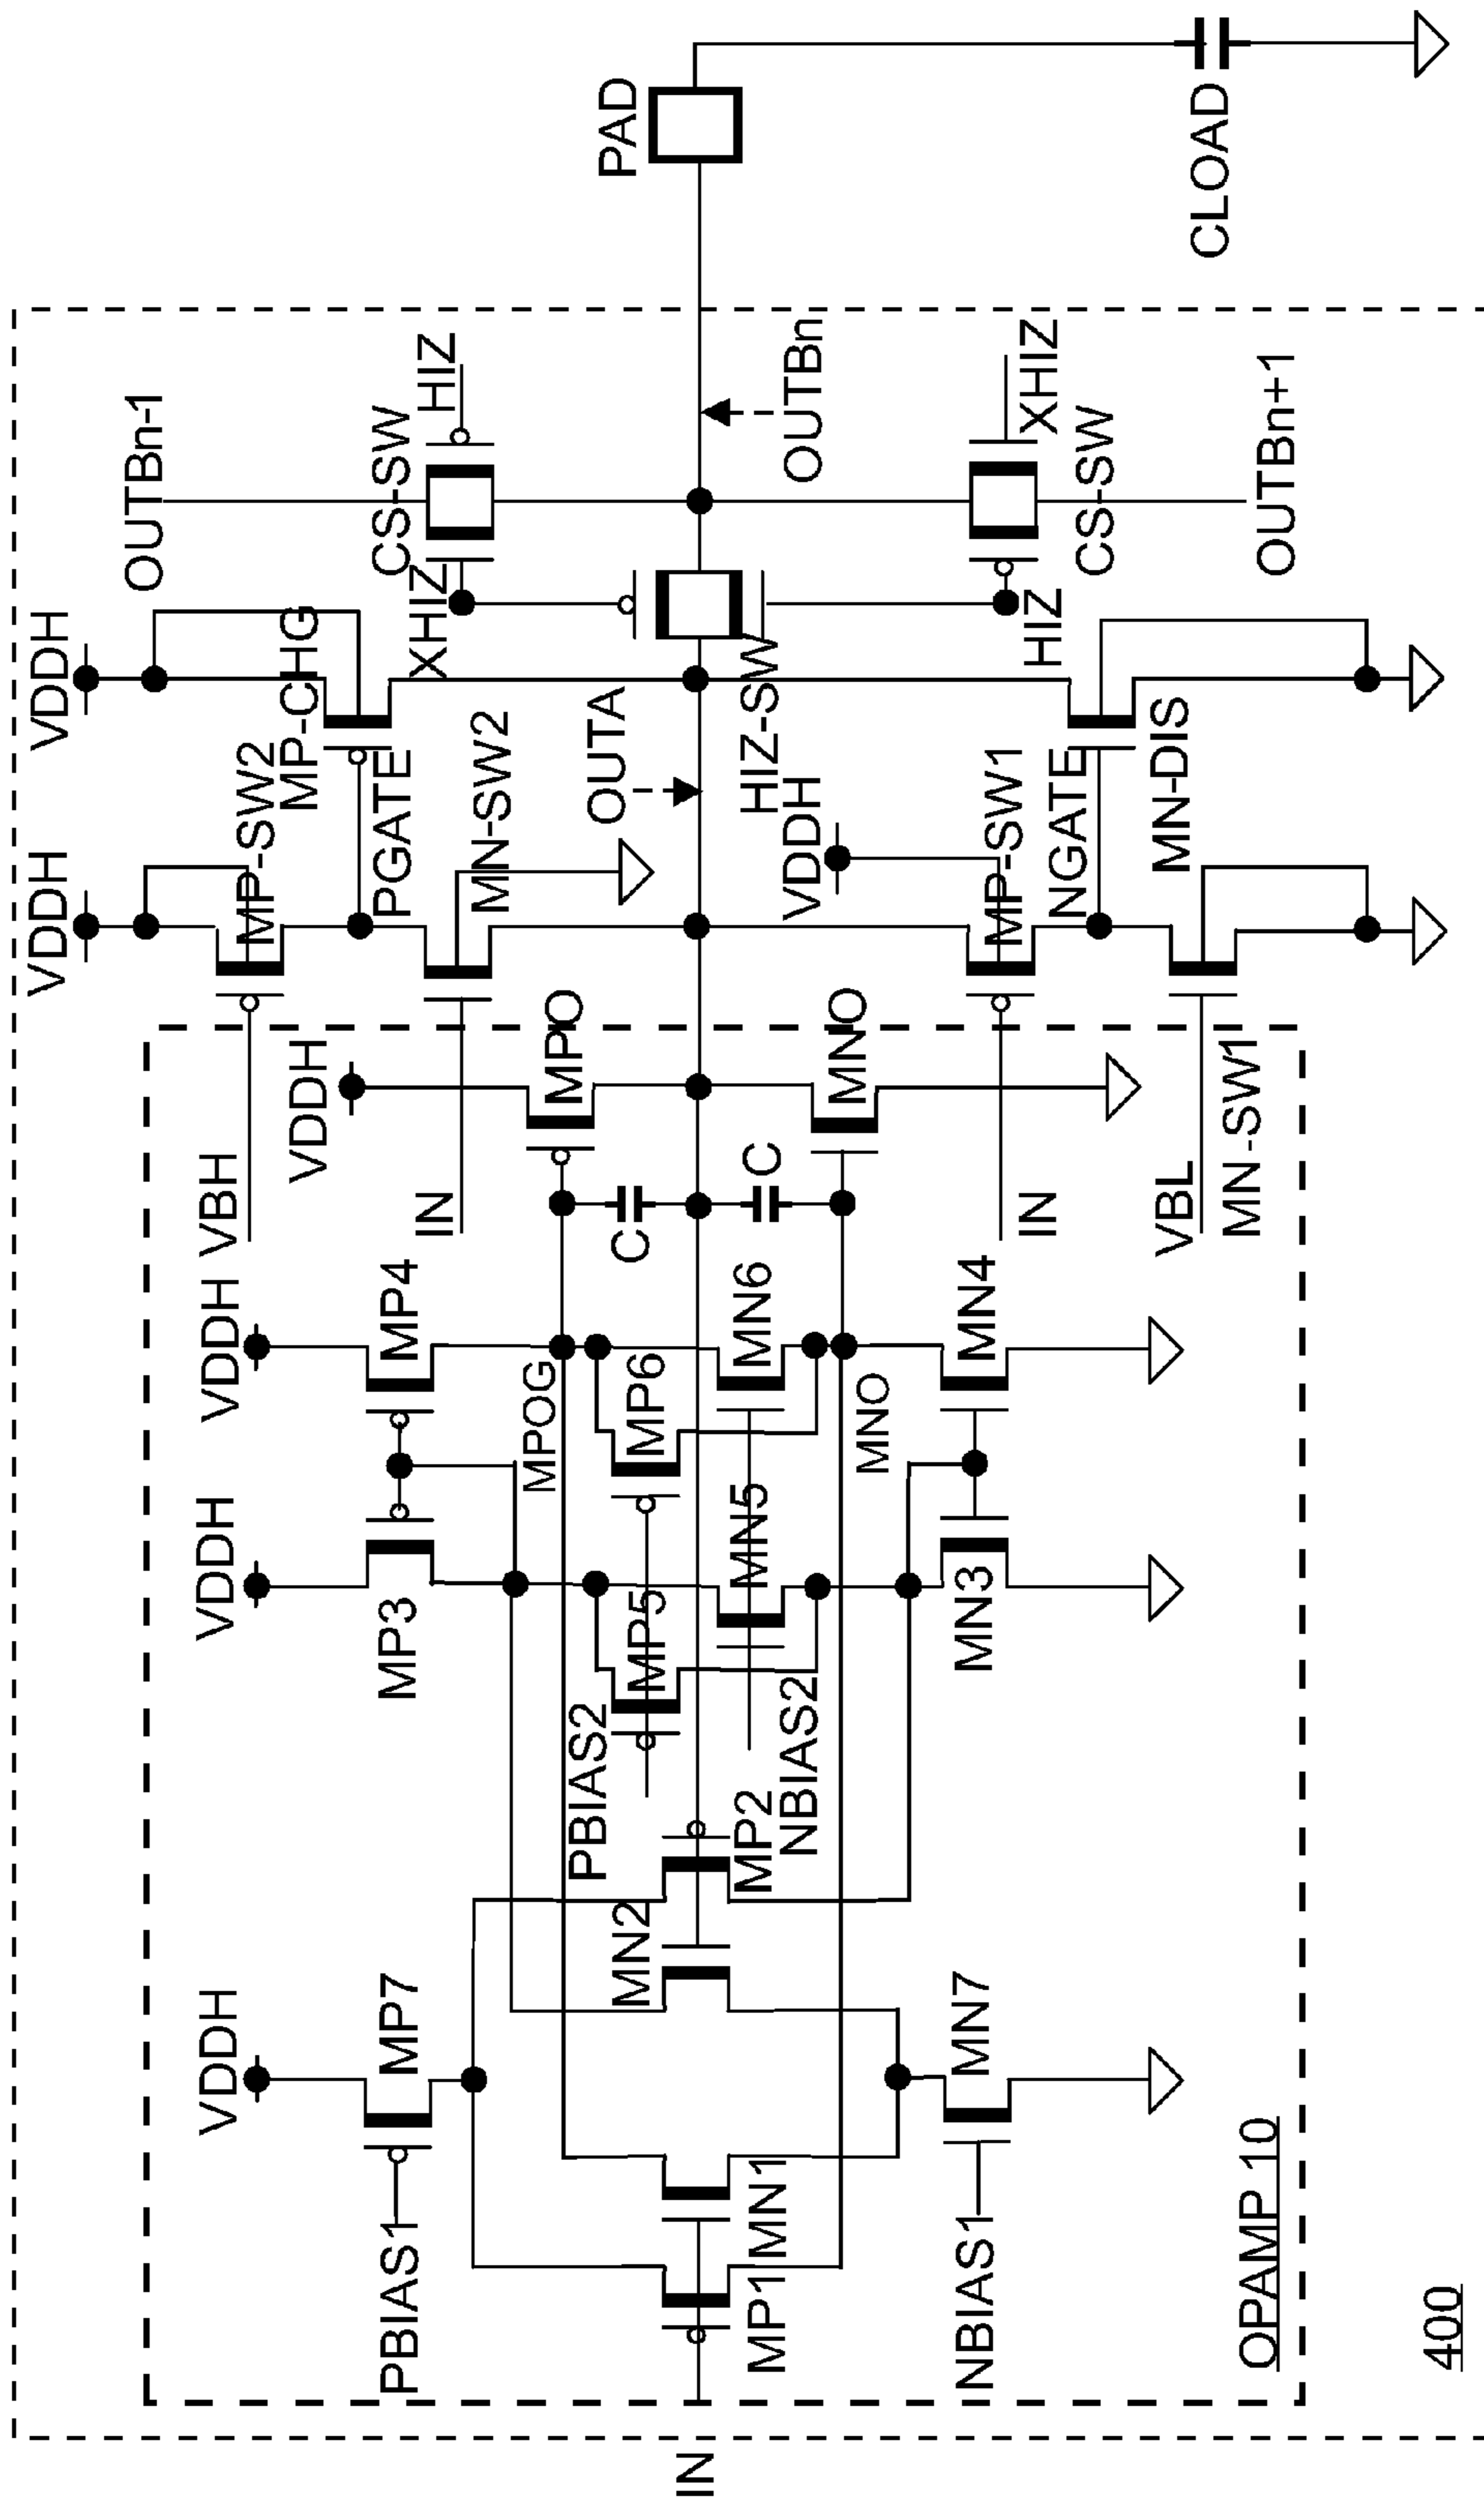 IN
400
OPAMP 10
PBIAS1
MP1
MN1
NBIAS1
VDDH
MP7
MN7
MN2
MP2
PBIAS2
NBIAS2
VDDH
MP3
MP5
MN5
MN3
VDDH
MP4
MPOG
MP6
MN6
MNO
MN4
C
C
VBH
IN
IN
VBL
MN-SW1
VDDH
MPO
MNO
VDDH
MP-SW2
PGATE
MN-SW2
OUTA
VDDH
MP-SW1
NGATE
MN-DIS
VDDH
MP-CHG
XHIZ
HIZ-SW
HIZ
OUTBn-1
CS-SW
HIZ
OUTBn
XHIZ
CS-SW
OUTBn+1
PAD
CLOAD